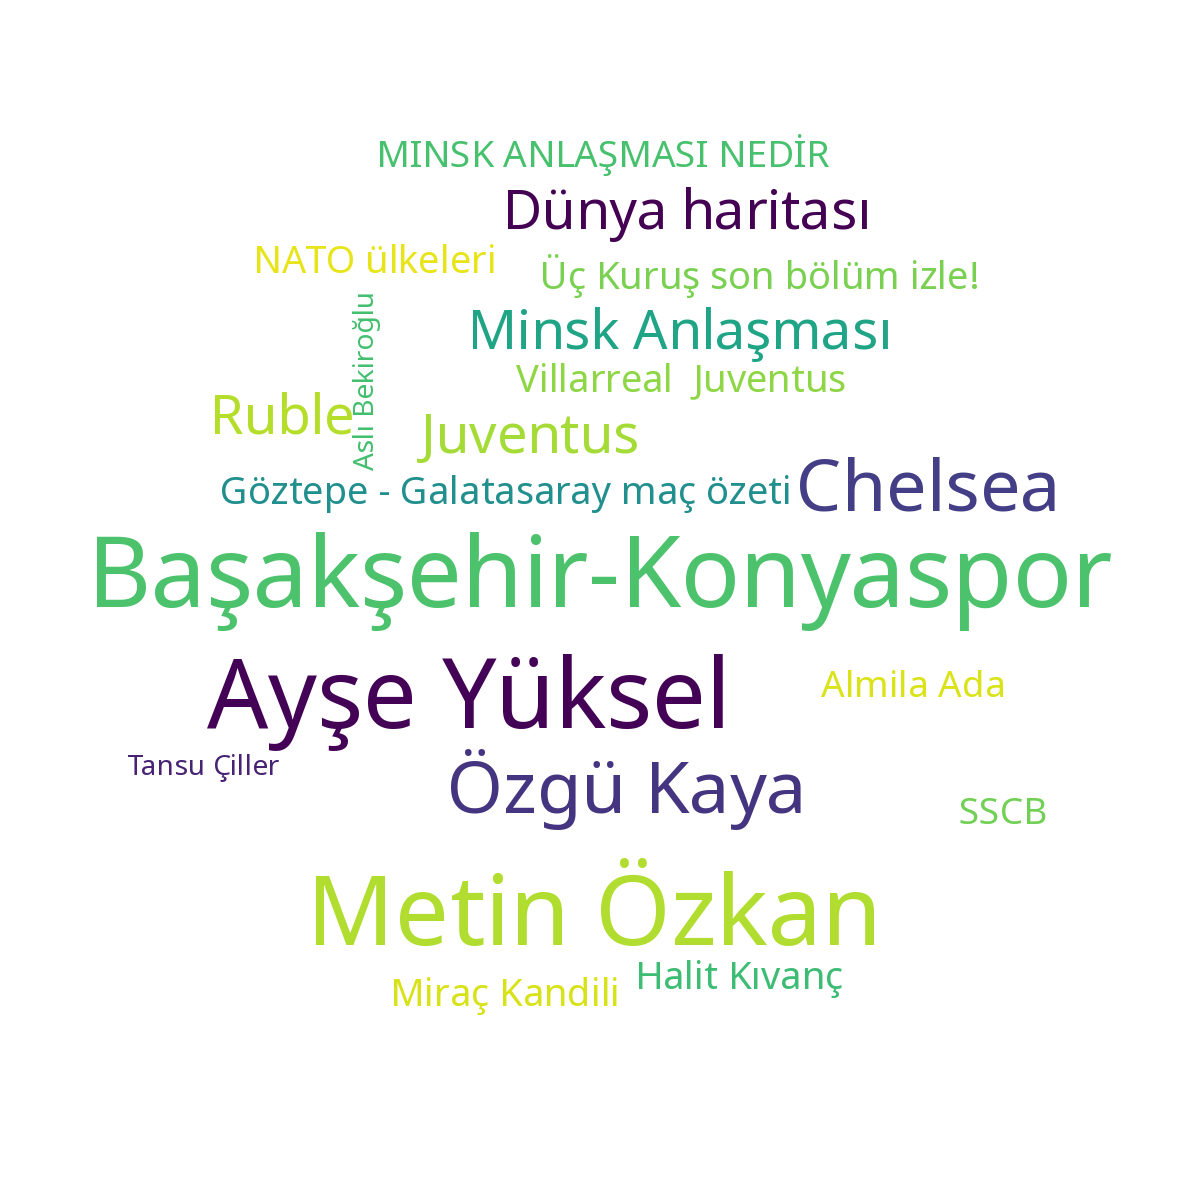 MINSK ANLAŞMASI NEDİR
Dünya haritası
NATO ülkeleri
Üç Kuruş son bölüm izle!
Aslı Bekiroğlu
Minsk Anlaşması
Villarreal  Juventus
Ruble
Juventus
Göztepe - Galatasaray maç özeti
Chelsea
Başakşehir-Konyaspor
Ayşe Yüksel
Almila Ada
Tansu Çiller
Özgü Kaya
SSCB
Metin Özkan
Miraç Kandili
Halit Kıvanç